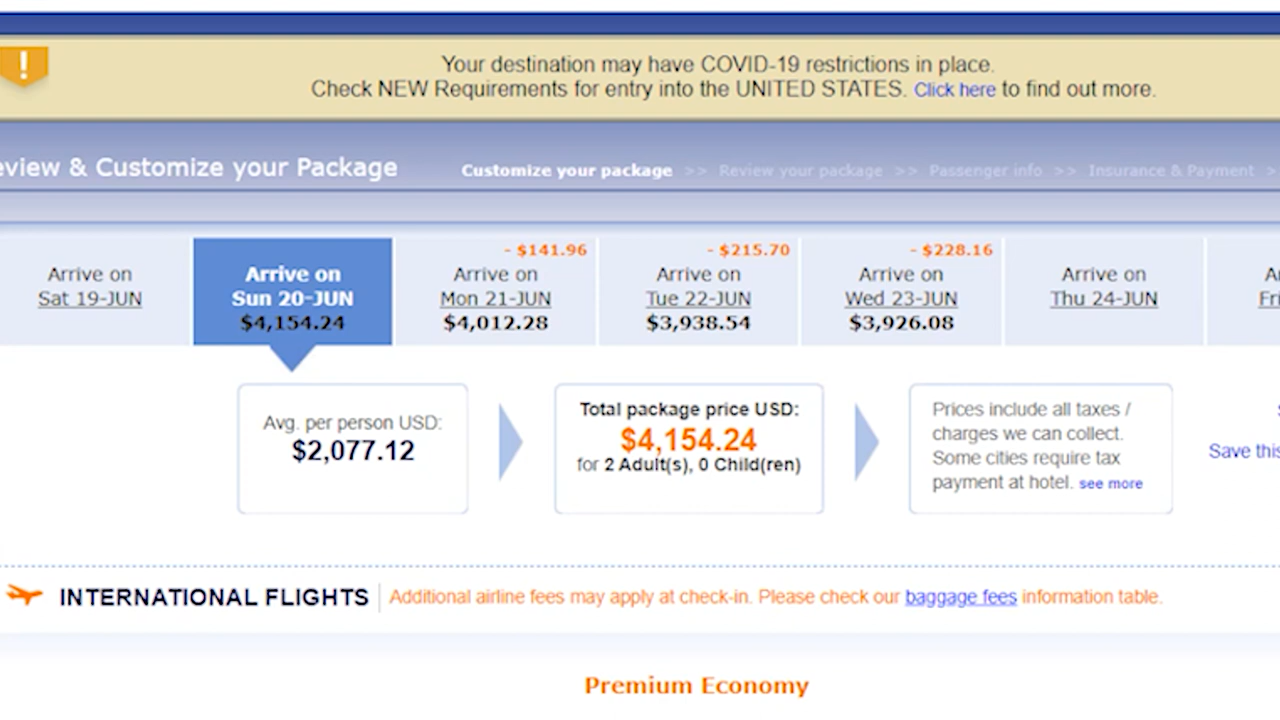 !
Your destination may have COVID-19 restrictions in place.
Check NEW Requirements for entry into the UNITED STATES. Click here to find out more.
eview & Customize your Package
Customize your package >> Review your package >> Passenger info >> Insurance & Payment >
Arrive on
Sat 19-JUN
Arrive on
Sun 20-JUN
$4,154.24
- $141.96
Arrive on
Mon 21-JUN
$4,012.28
- $215.70
Arrive on
Tue 22-JUN
$3,938.54
- $228.16
Arrive on
Wed 23-JUN
$3,926.08
Arrive on
Thu 24-JUN
Fri
Avg. per person USD:
$2,077.12
Total package price USD:
$4,154.24
for 2 Adult(s), 0 Child(ren)
Prices include all taxes /
charges we can collect.
Some cities require tax
payment at hotel. see more
Save this
INTERNATIONAL FLIGHTS
Additional airline fees may apply at check-in. Please check our baggage fees information table.
Premium Economy